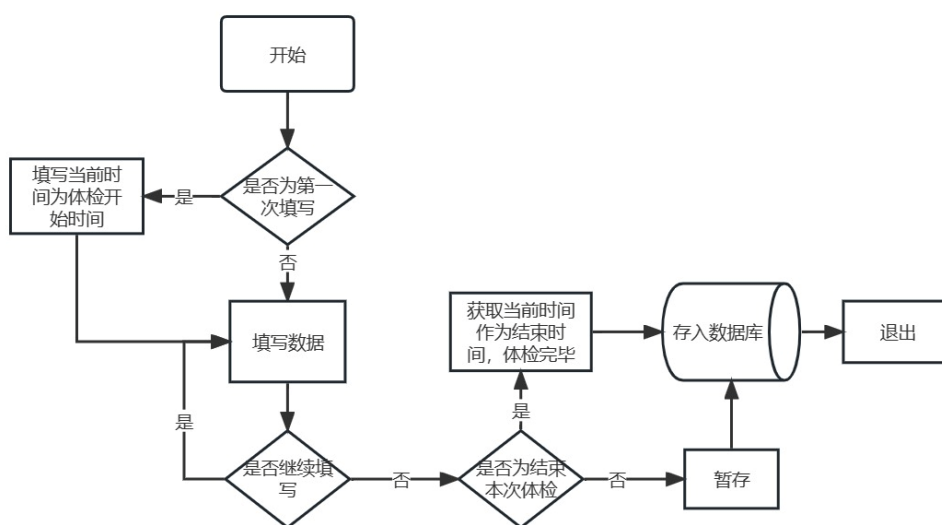 开始
是否为第一
次填写
是
填写当前时
间为体检开
始时间
否
填写数据
是否继续填
写
是
否
是否为结束
本次体检
是
获取当前时间
作为结束时
间，体检完毕
否
暂存
存入数据库
退出